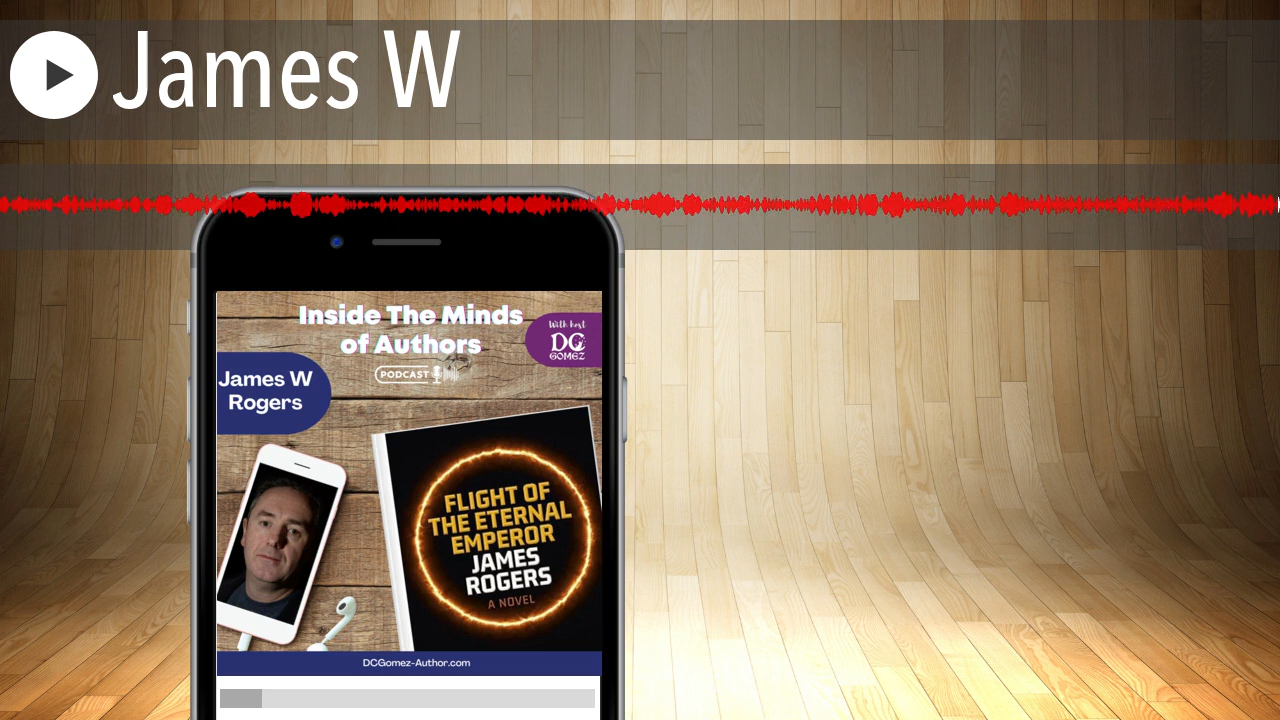 James W
Inside The Minds
of Authors
With host
DC
GOMEZ
PODCAST
James W
Rogers
FLIGHT OF
THE ETERNAL
EMPEROR
JAMES
ROGERS
A NOVEL
DCGomez-Author.com